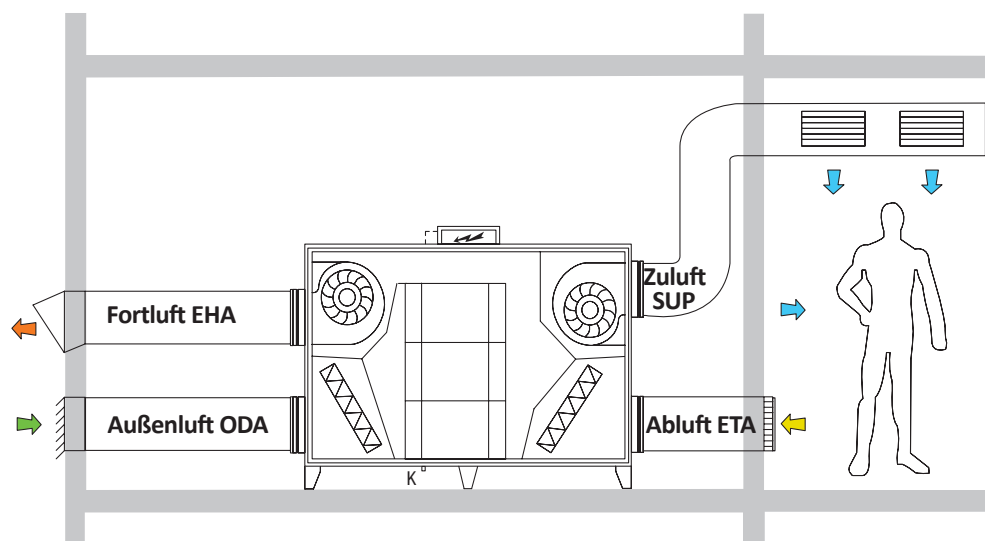 Zuluft
SUP
Fortluft EHA
Außenluft ODA
Abluft ETA
K